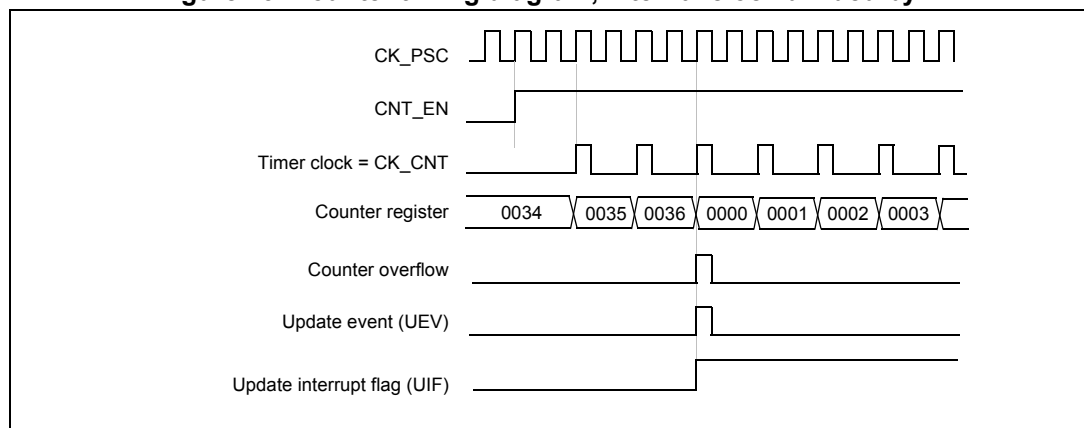 CK_PSC
CNT_EN
Timer clock = CK_CNT
Counter register 0034 0035 0036 0000 0001 0002 0003
Counter overflow
Update event (UEV)
Update interrupt flag (UIF)